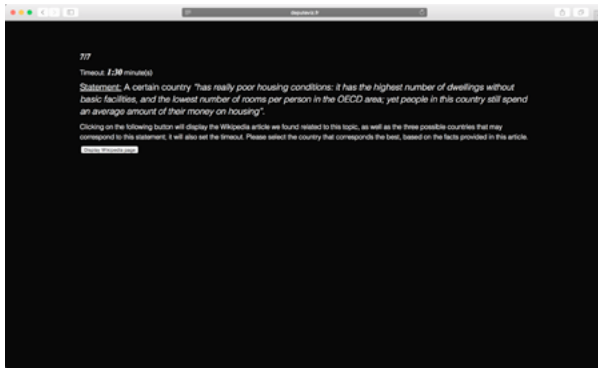 7/7
Timeout: 1:30 minute(s)
Statement: A certain country "has really poor housing conditions: it has the highest number of dwellings without
basic facilities, and the lowest number of rooms per person in the OECD area; yet people in this country still spend
an average amount of their money on housing".
Clicking on the following button will display the Wikipedia article we found related to this topic, as well as the three possible countries that may
correspond to this statement; it will also set the timeout. Please select the country that corresponds the best, based on the facts provided in this article.
Display Wikipedia page